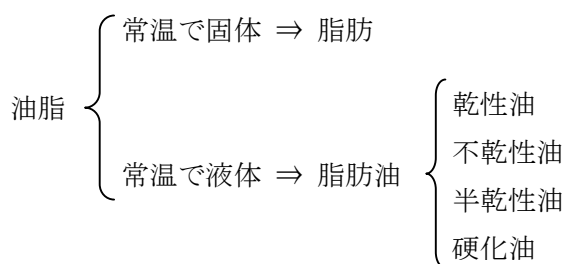 油脂
常温で固体 ⇒ 脂肪
常温で液体 ⇒ 脂肪油
乾性油
不乾性油
半乾性油
硬化油